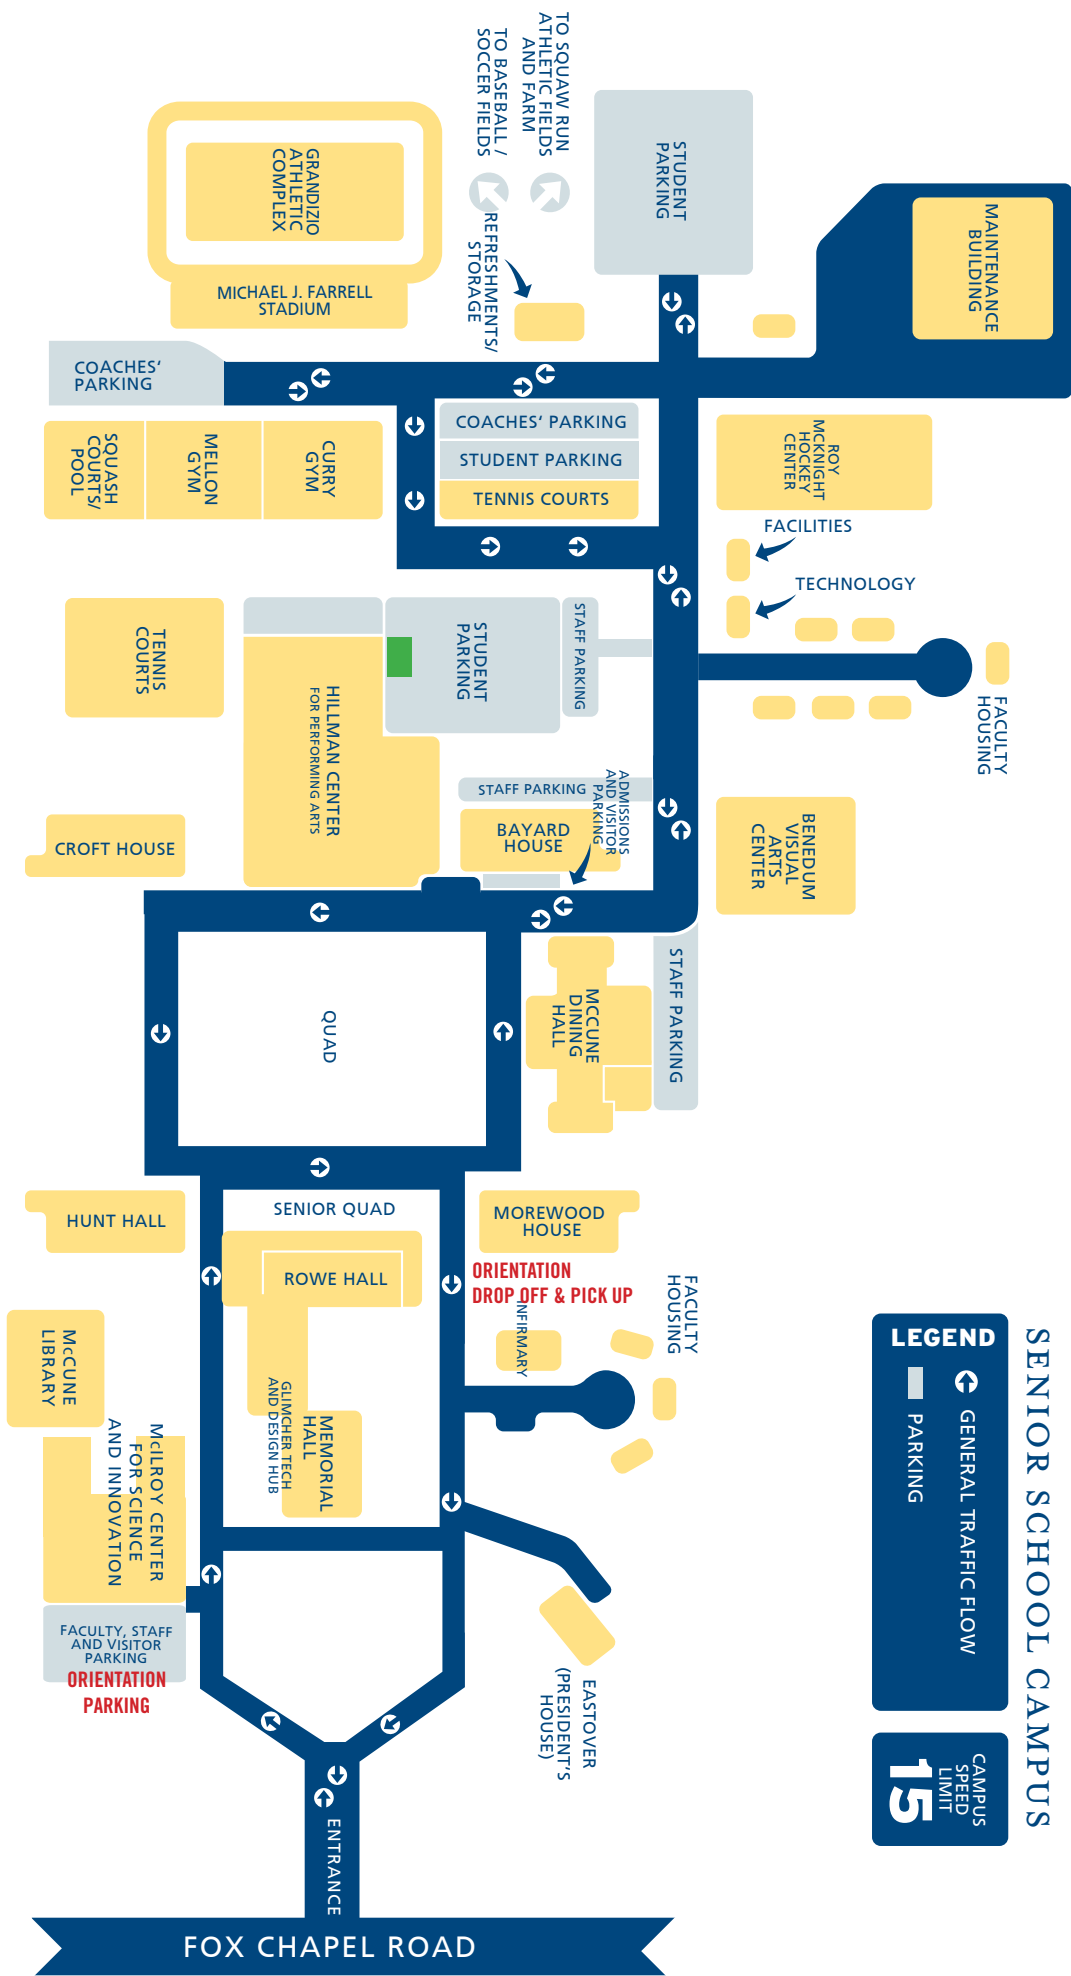 TO SQUAW RUN
ATHLETIC FIELDS
AND FARM
TO BASEBALL /
SOCCER FIELDS
STUDENT
PARKING
MAINTENANCE
BUILDING
GRANDIZIO
ATHLETIC
COMPLEX
REFRESHMENTS/
STORAGE
MICHAEL J. FARRELL
STADIUM
COACHES'
PARKING
COACHES' PARKING
STUDENT PARKING
TENNIS COURTS
ROY
MCKNIGHT
HOCKEY
CENTER
SQUASH
COURTS/
POOL
MELLON
GYM
CURRY
GYM
FACILITIES
TECHNOLOGY
TENNIS
COURTS
STUDENT
PARKING
STAFF PARKING
FACULTY
HOUSING
HILLMAN CENTER
FOR PERFORMING ARTS
STAFF PARKING
ADMISSIONS
AND VISITOR
PARKING
BAYARD
HOUSE
BENEDUM
VISUAL
ARTS
CENTER
CROFT HOUSE
QUAD
MCCUNE
DINING
HALL
STAFF PARKING
HUNT HALL
SENIOR QUAD
MOREWOOD
HOUSE
ROWE HALL
ORIENTATION
DROP OFF & PICK UP
INFIRMARY
FACULTY
HOUSING
McCUNE
LIBRARY
GLIMCHER TECH
AND DESIGN HUB
MEMORIAL
HALL
McILROY CENTER
FOR SCIENCE
AND INNOVATION
FACULTY, STAFF
AND VISITOR
PARKING
ORIENTATION
PARKING
EASTOVER
(PRESIDENT'S
HOUSE)
ENTRANCE
FOX CHAPEL ROAD
SENIOR SCHOOL CAMPUS
LEGEND
GENERAL TRAFFIC FLOW
PARKING
CAMPUS
SPEED
LIMIT
15